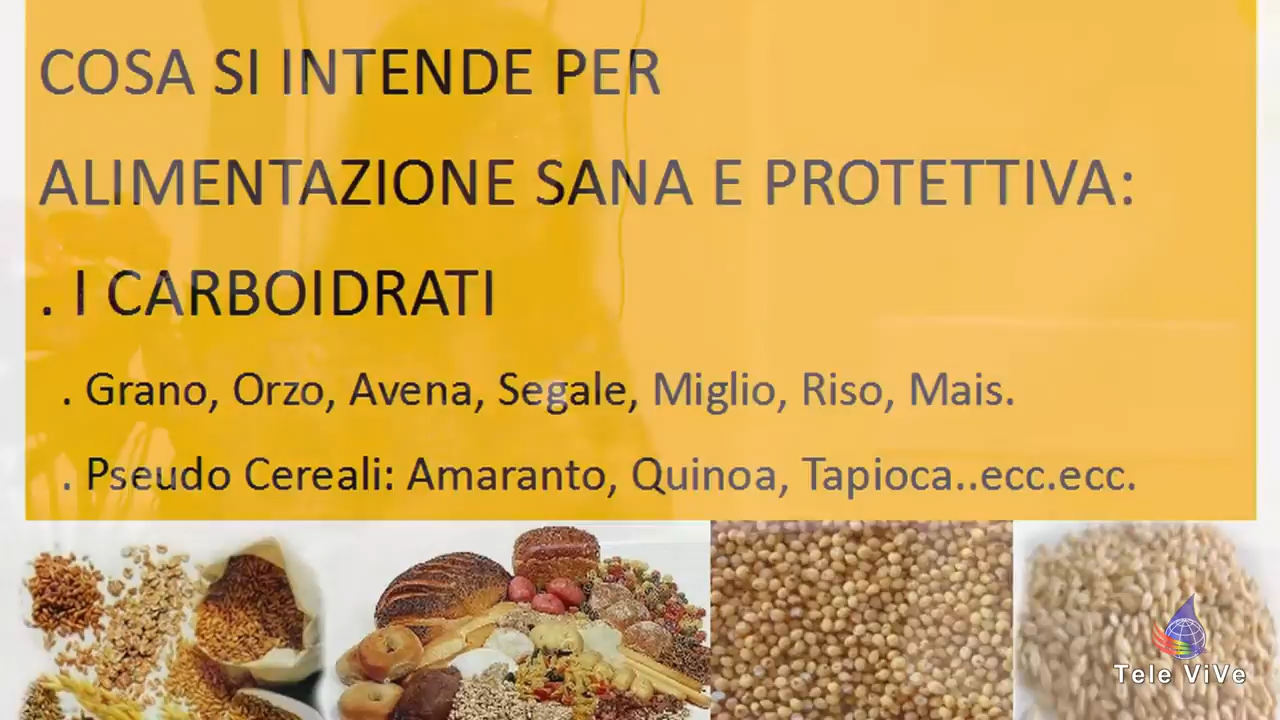 COSA SI INTENDE PER
ALIMENTAZIONE SANA E PROTETTIVA:
. I CARBOIDRATI
. Grano, Orzo, Avena, Segale, Miglio, Riso, Mais.
. Pseudo Cereali: Amaranto, Quinoa, Tapioca..ecc.ecc.
Tele ViVe